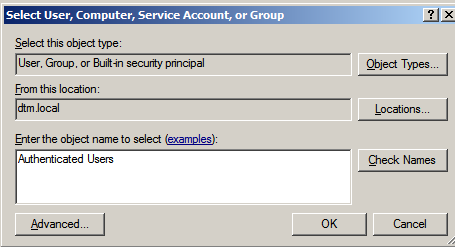 Select User, Computer, Service Account, or Group
Select this object type:
User, Group, or Built-in security principal
Object Types...
From this location:
dtm.local
Locations...
Enter the object name to select (examples):
Authenticated Users
Check Names
Advanced...
OK
Cancel